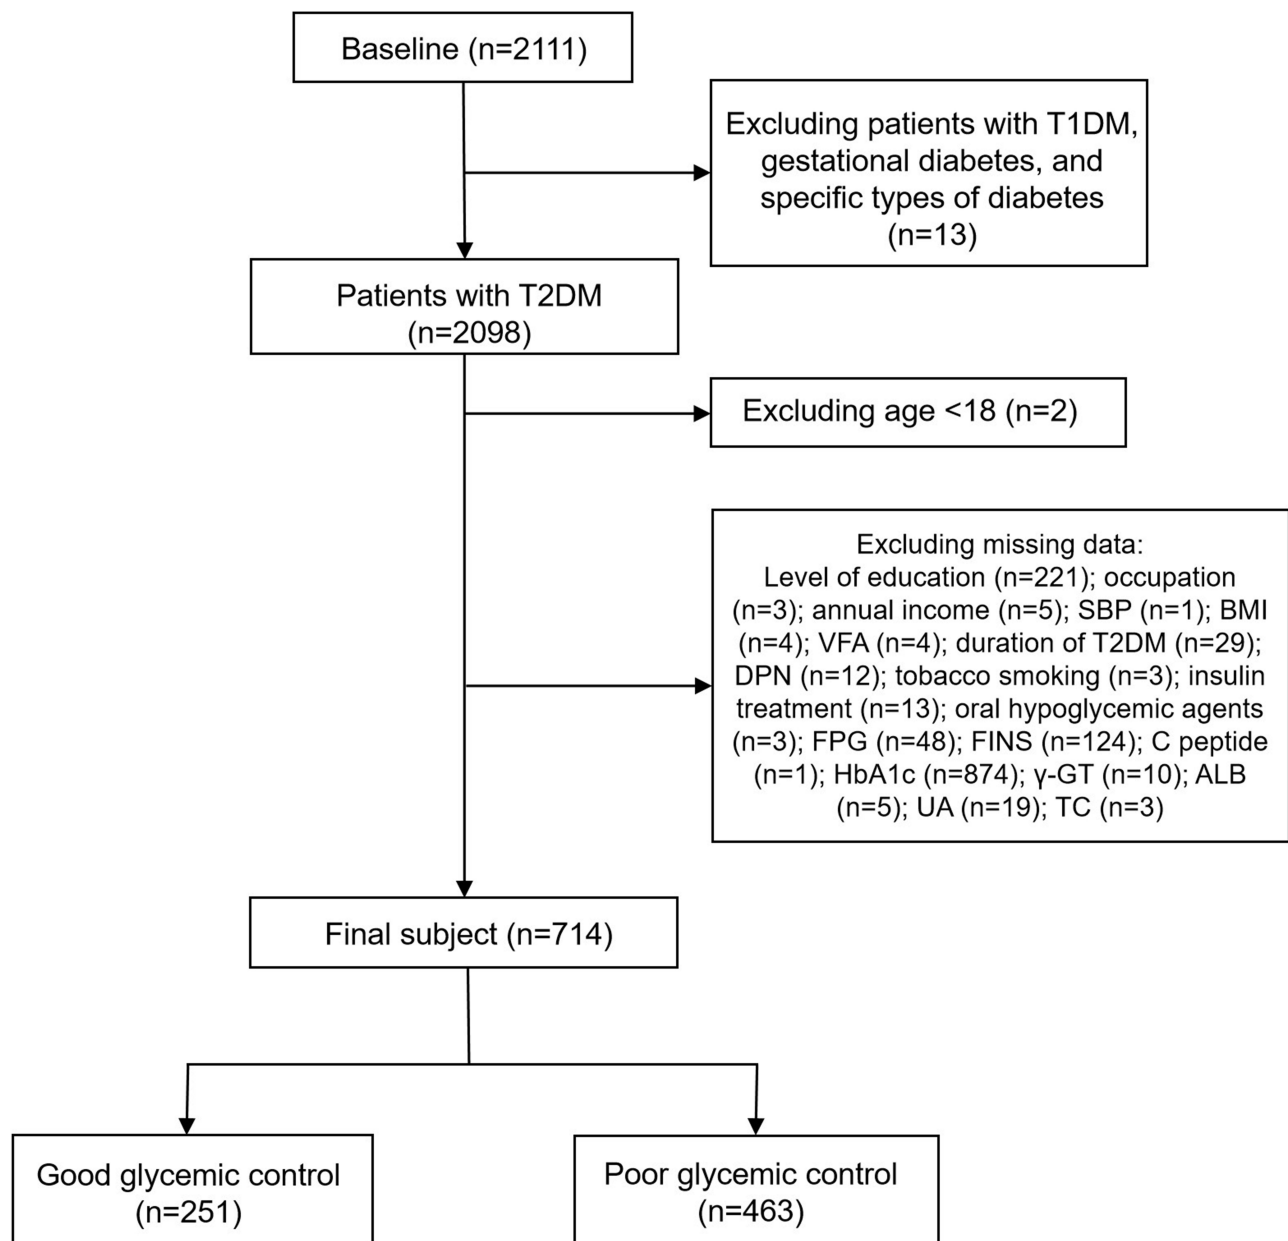 Baseline (n=2111)
Excluding patients with T1DM,
gestational diabetes, and
specific types of diabetes
(n=13)
Patients with T2DM
(n=2098)
Excluding age <18 (n=2)
Excluding missing data:
Level of education (n=221); occupation
(n=3); annual income (n=5); SBP (n=1); BMI
(n=4); VFA (n=4); duration of T2DM (n=29);
DPN (n=12); tobacco smoking (n=3); insulin
treatment (n=13); oral hypoglycemic agents
(n=3); FPG (n=48); FINS (n=124); C peptide
(n=1); HbA1c (n=874); γ-GT (n=10); ALB
(n=5); UA (n=19); TC (n=3)
Final subject (n=714)
Good glycemic control
(n=251)
Poor glycemic control
(n=463)